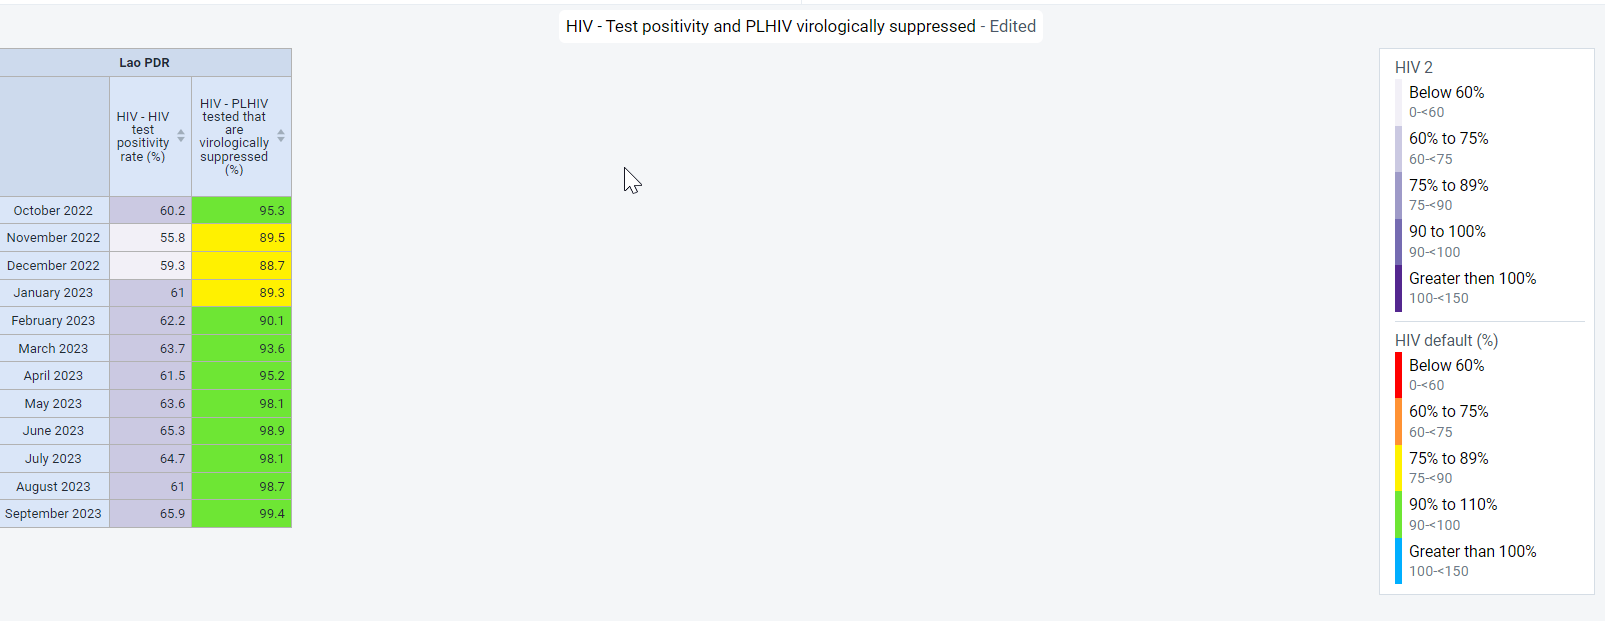 HIV - Test positivity and PLHIV virologically suppressed - Edited
Lao PDR
HIV - HIV
test
positivity
rate (%)
HIV - PLHIV
tested that
are
virologically
suppressed
(%)
October 2022 60.2 95.3
November 2022 55.8 89.5
December 2022 59.3 88.7
January 2023 61 89.3
February 2023 62.2 90.1
March 2023 63.7 93.6
April 2023 61.5 95.2
May 2023 63.6 98.1
June 2023 65.3 98.9
July 2023 64.7 98.1
August 2023 61 98.7
September 2023 65.9 99.4
HIV 2
Below 60%
0-<60
60% to 75%
60-<75
75% to 89%
75-<90
90 to 100%
90-<100
Greater then 100%
100-<150
HIV default (%)
Below 60%
0-<60
60% to 75%
60-<75
75% to 89%
75-<90
90% to 110%
90-<100
Greater than 100%
100-<150